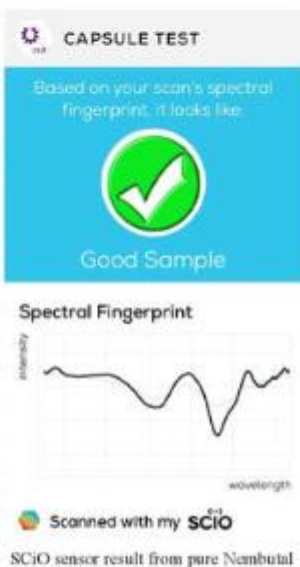 CAPSULE TEST
Based on your scan's spectral
fingerprint, it looks like:
Good Sample
Spectral Fingerprint
intensity
wavelength
Scanned with my SCiO
SCiO sensor result from pure Nembutal